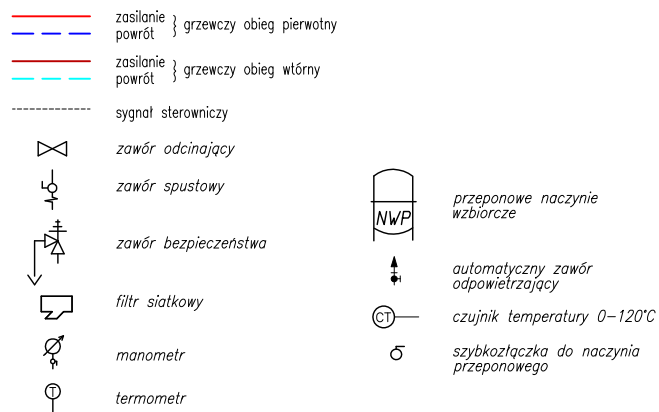 zasilanie
powrót } grzewczy obieg pierwotny
zasilanie
powrót } grzewczy obieg wtórny
sygnał sterowniczy
zawór odcinający
zawór spustowy
zawór bezpieczeństwa
filtr siatkowy
manometr
T
termometr
NWP
przeponowe naczynie
wzbiorcze
automatyczny zawór
odpowietrzający
CT
czujnik temperatury 0–120°C
szybkozłączka do naczynia
przeponowego